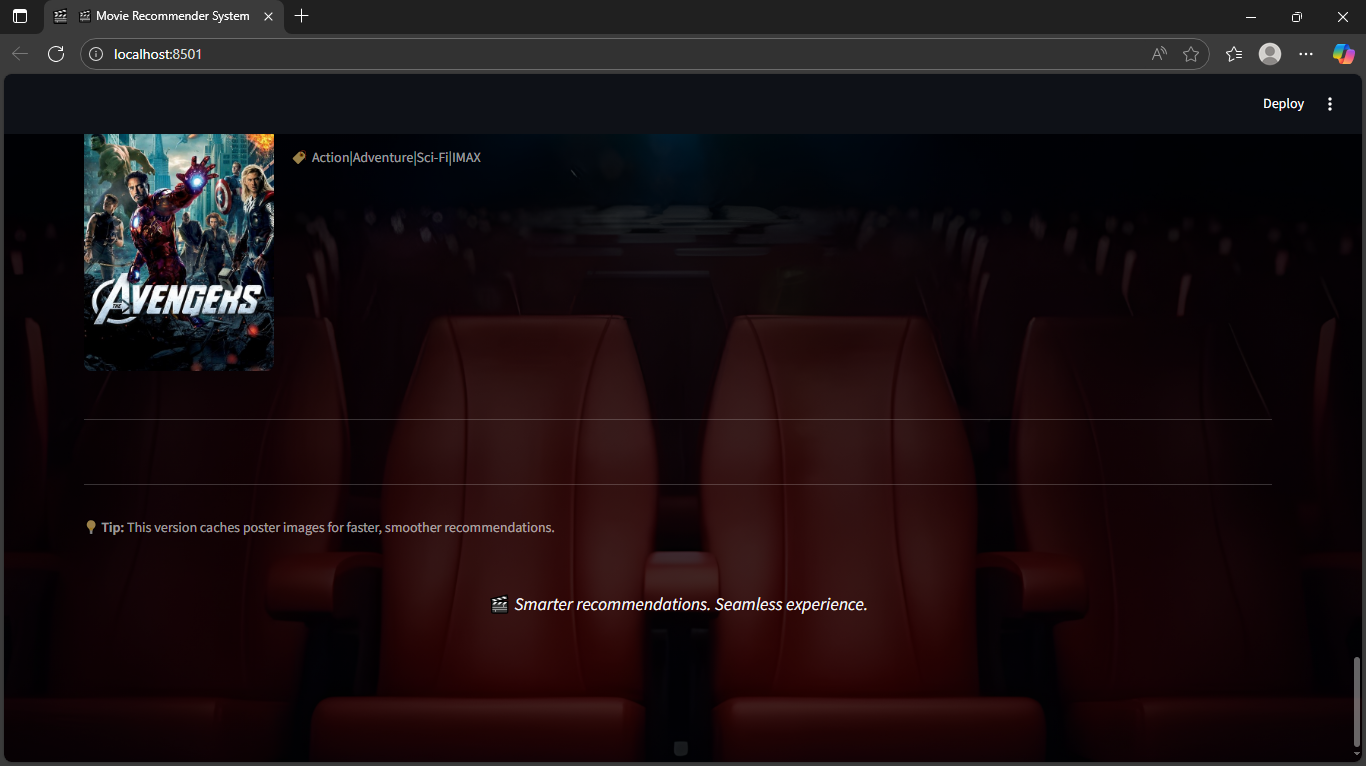 Movie Recommender System
localhost:8501
Deploy
Action|Adventure|Sci-Fi|IMAX
THE AVENGERS
Tip: This version caches poster images for faster, smoother recommendations.
Smarter recommendations. Seamless experience.